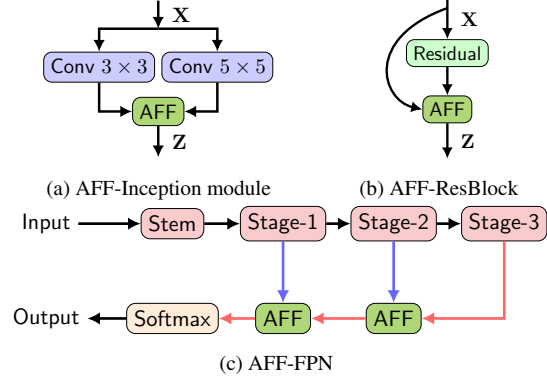 X
Conv 3 × 3
Conv 5 × 5
AFF
Z
(a) AFF-Inception module
X
Residual
AFF
Z
(b) AFF-ResBlock
Input
Stem
Stage-1
Stage-2
Stage-3
Output
Softmax
AFF
AFF
(c) AFF-FPN